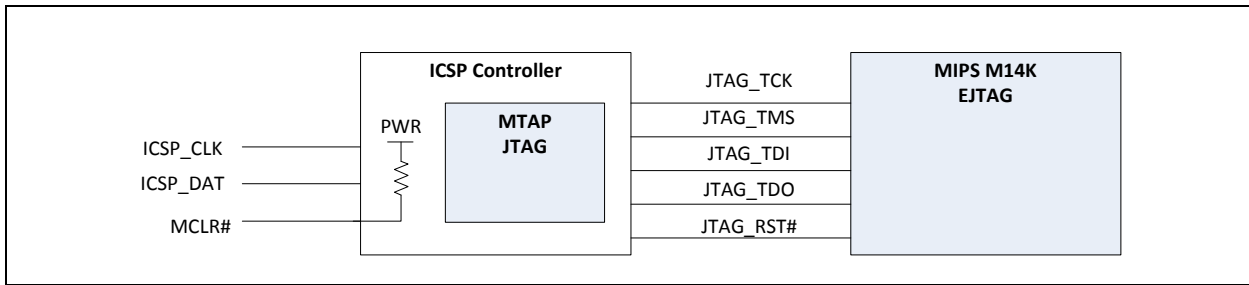 ICSP Controller
MTAP
JTAG
PWR
ICSP_CLK
ICSP_DAT
MCLR#
JTAG_TCK
JTAG_TMS
JTAG_TDI
JTAG_TDO
JTAG_RST#
MIPS M14K
EJTAG